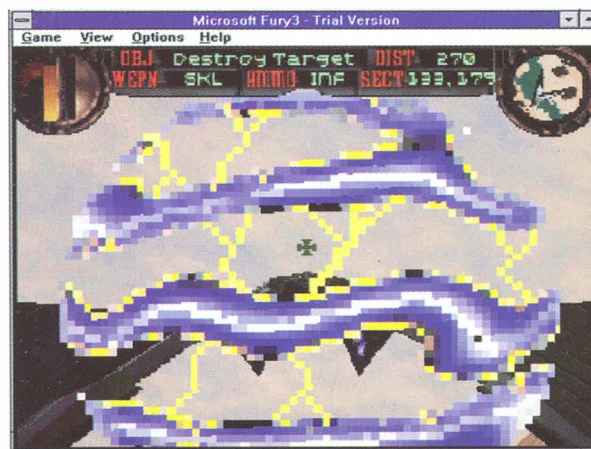 Microsoft Fury3 - Trial Version
Game View Options Help
OBJ Destroy Target DIST 270
WEPN SKL AMMO INF SECT 133,179